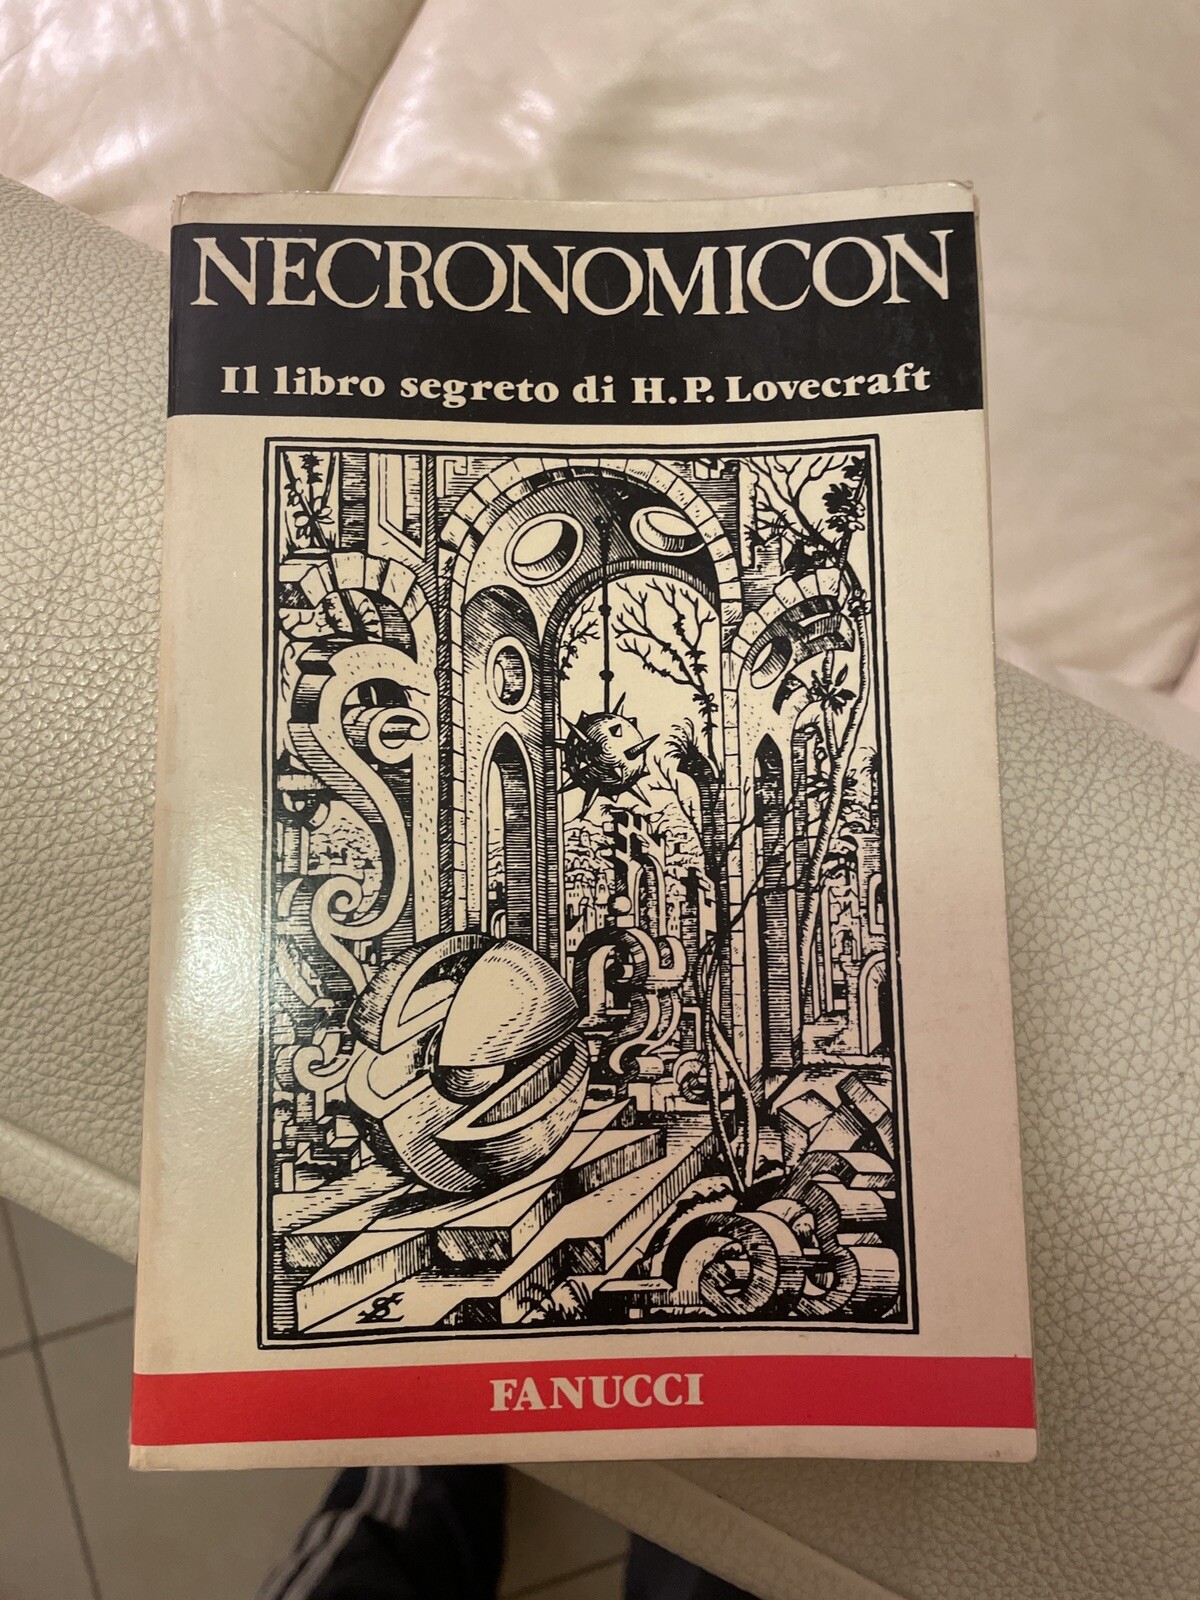 NECRONOMICON
Il libro segreto di H.P. Lovecraft
FANUCCI